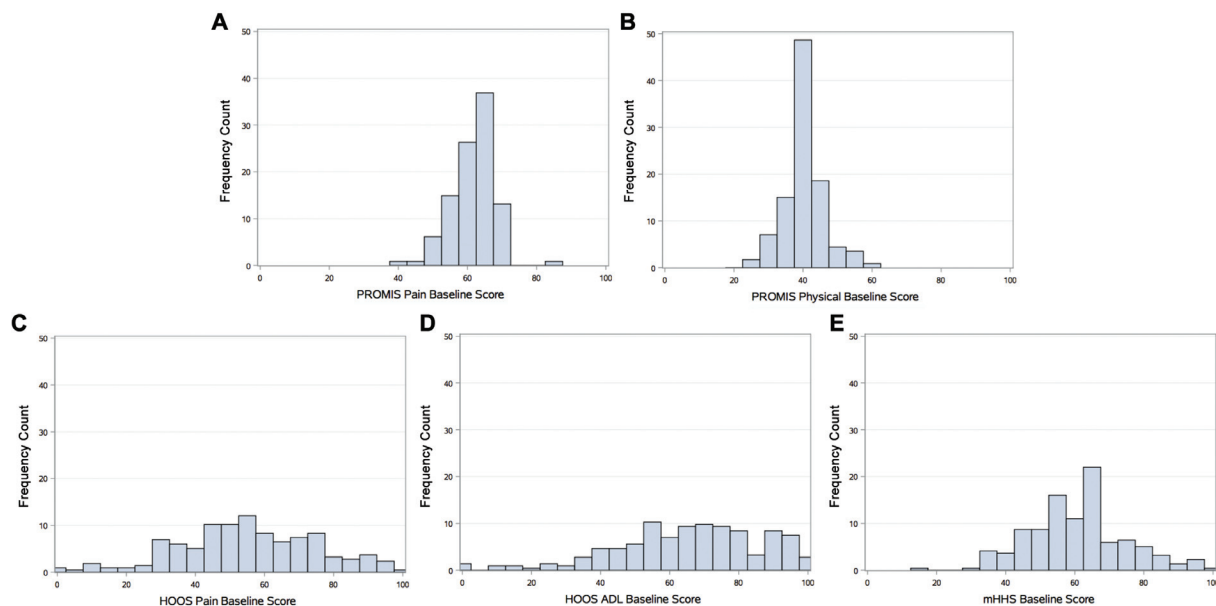 A
50
40
30
20
10
0
Frequency Count
0 20 40 60 80 100
PROMIS Pain Baseline Score
B
50
40
30
20
10
0
Frequency Count
0 20 40 60 80 100
PROMIS Physical Baseline Score
C
50
40
30
20
10
0
Frequency Count
0 20 40 60 80 100
HOOS Pain Baseline Score
D
50
40
30
20
10
0
Frequency Count
0 20 40 60 80 100
HOOS ADL Baseline Score
E
50
40
30
20
10
0
Frequency Count
0 20 40 60 80 100
mHHS Baseline Score